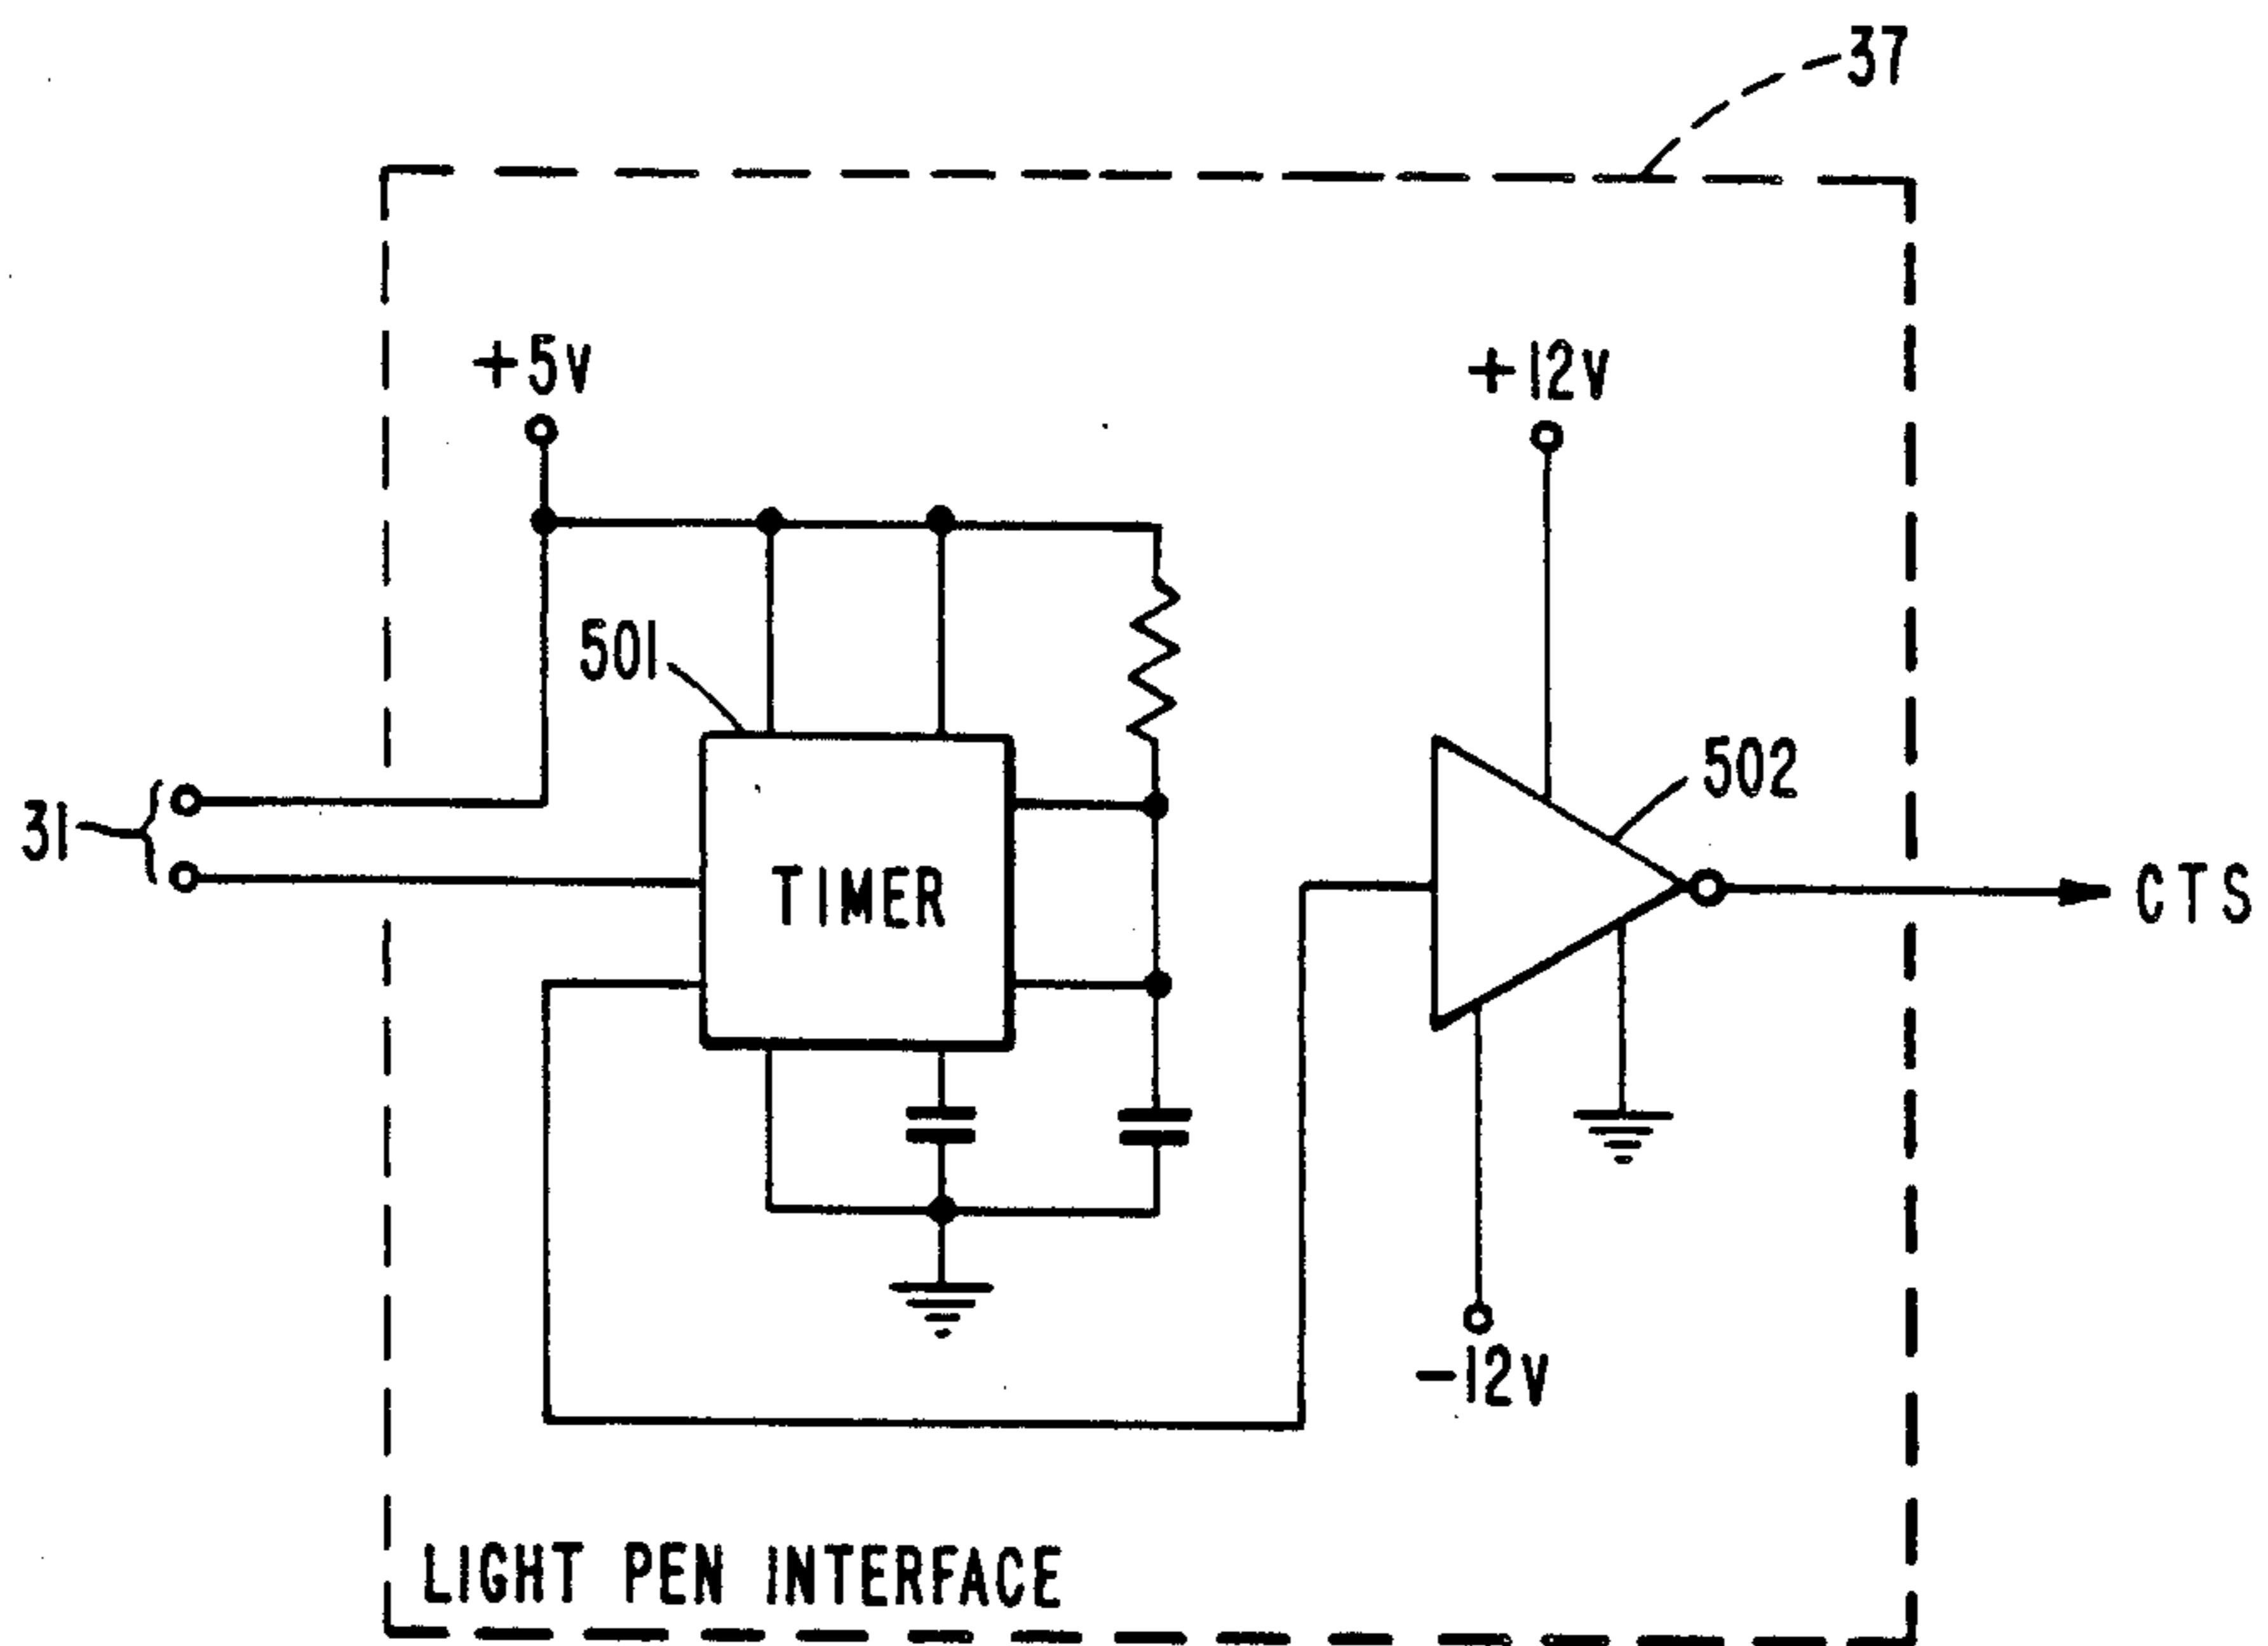 37
+5V
+12V
501
502
31
TIMER
CTS
-12V
LIGHT PEN INTERFACE